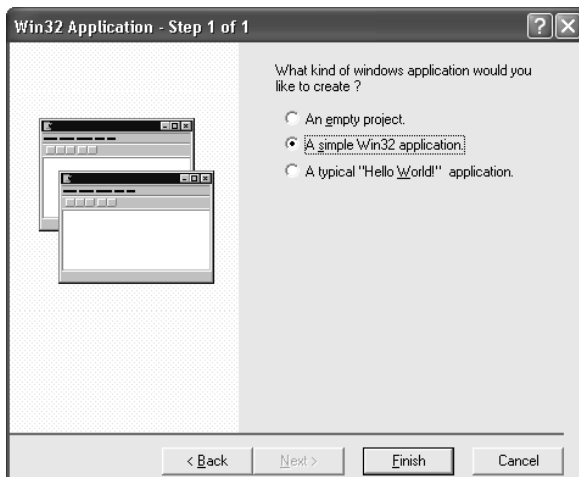 Win32 Application - Step 1 of 1
What kind of windows application would you
like to create ?
An empty project.
A simple Win32 application.
A typical "Hello World!" application.
< Back
Next >
Finish
Cancel